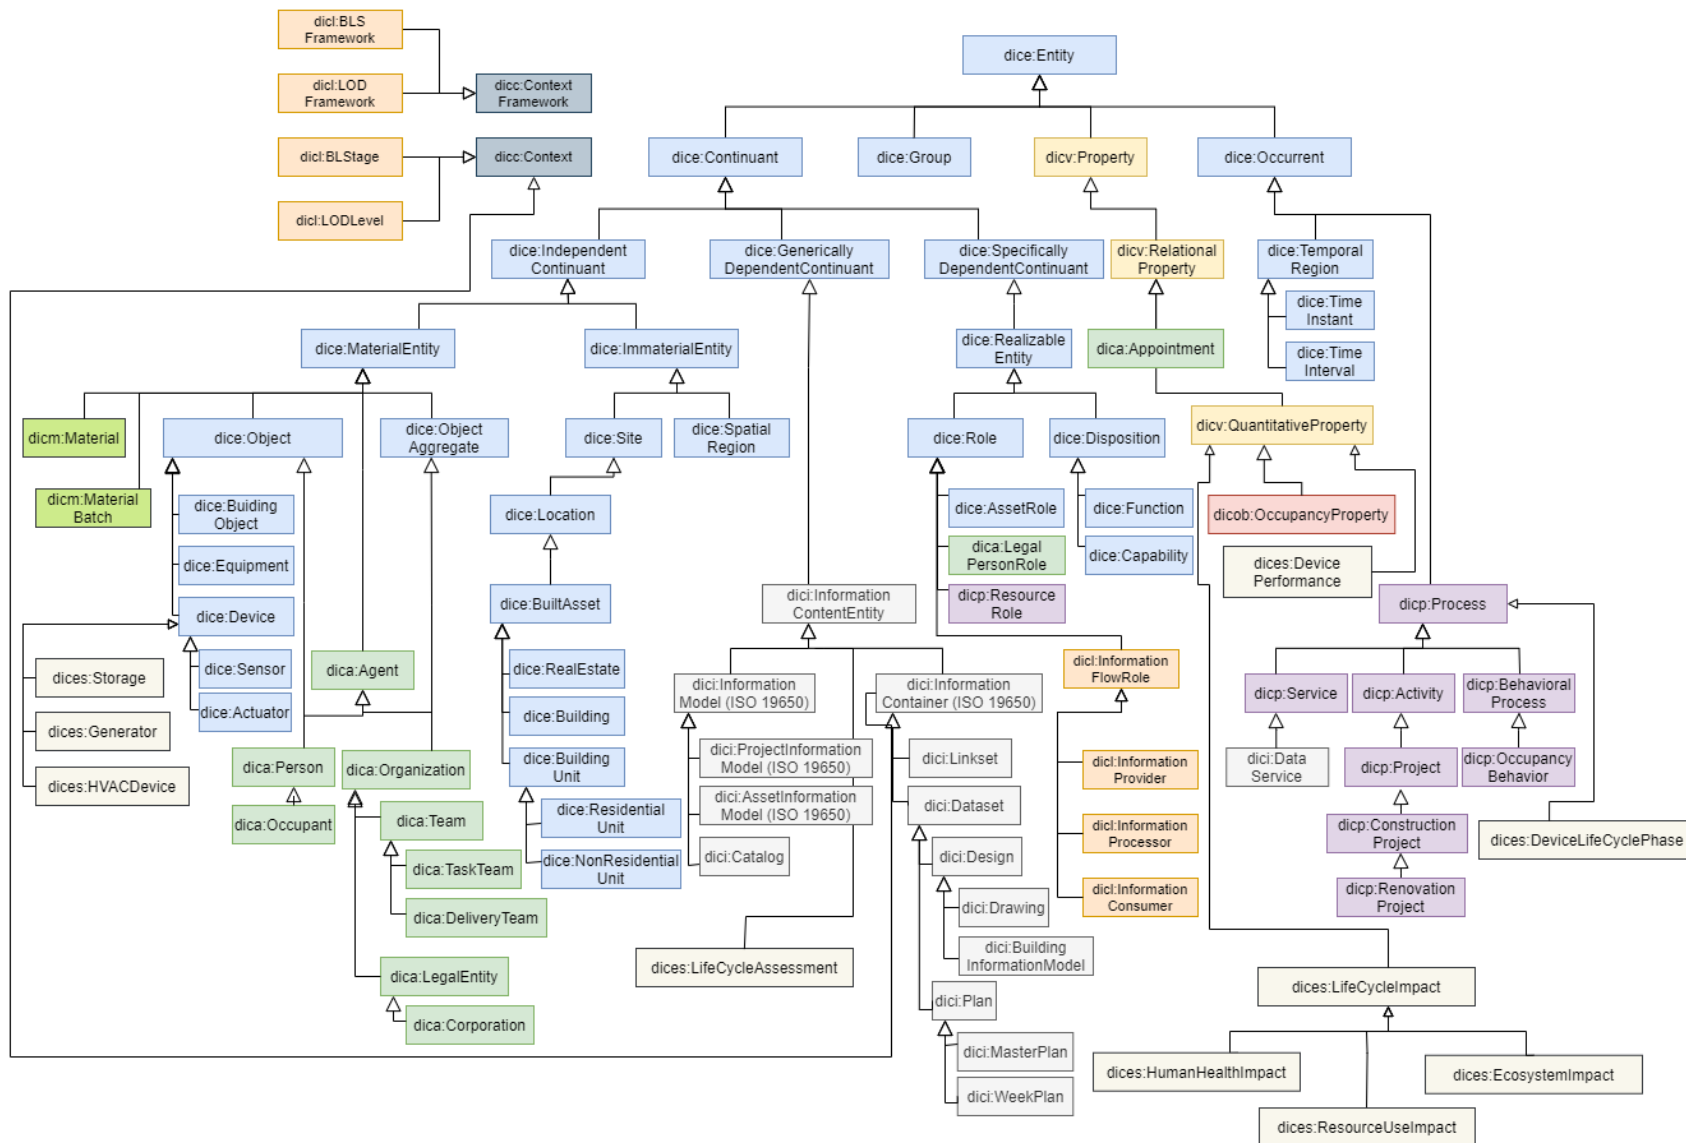 dicl:BLS
Framework
dice:Entity
dicl:LOD
Framework
dicc:Context
Framework
dicl:BLStage
dicc:Context
dice:Continuant
dice:Group
dicv:Property
dice:Occurrent
dicl:LODLevel
dice:Independent
Continuant
dice:Generically
DependentContinuant
dice:Specifically
DependentContinuant
dicv:Relational
Property
dice:Temporal
Region
dice:Time
Instant
dice:MaterialEntity
dice:ImmaterialEntity
dice:Realizable
Entity
dica:Appointment
dice:Time
Interval
dicm:Material
dice:Object
dice:Object
Aggregate
dice:Site
dice:Spatial
Region
dice:Role
dice:Disposition
dicv:QuantitativeProperty
dicm:Material
Batch
dice:Buiding
Object
dice:Location
dice:AssetRole
dice:Function
dicob:OccupancyProperty
dice:Equipment
dica:Legal
PersonRole
dice:Capability
dices:Device
Performance
dice:Device
dice:BuiltAsset
dici:Information
ContentEntity
dicp:Resource
Role
dicp:Process
dices:Storage
dice:Sensor
dica:Agent
dice:RealEstate
dici:Information
Model (ISO 19650)
dici:Information
Container (ISO 19650)
dicl:Information
FlowRole
dicp:Service
dicp:Activity
dicp:Behavioral
Process
dice:Actuator
dices:Generator
dice:Building
dici:ProjectInformation
Model (ISO 19650)
dici:Linkset
dicl:Information
Provider
dici:Data
Service
dicp:Project
dicp:Occupancy
Behavior
dices:HVACDevice
dica:Person
dica:Organization
dice:Building
Unit
dici:AssetInformation
Model (ISO 19650)
dici:Dataset
dica:Occupant
dica:Team
dice:Residential
Unit
dicl:Information
Processor
dicp:Construction
Project
dices:DeviceLifeCyclePhase
dica:TaskTeam
dice:NonResidential
Unit
dici:Catalog
dici:Design
dicl:Information
Consumer
dicp:Renovation
Project
dica:DeliveryTeam
dici:Drawing
dices:LifeCycleAssessment
dici:Building
InformationModel
dica:LegalEntity
dices:LifeCycleImpact
dici:Plan
dica:Corporation
dici:MasterPlan
dices:HumanHealthImpact
dices:EcosystemImpact
dici:WeekPlan
dices:ResourceUseImpact